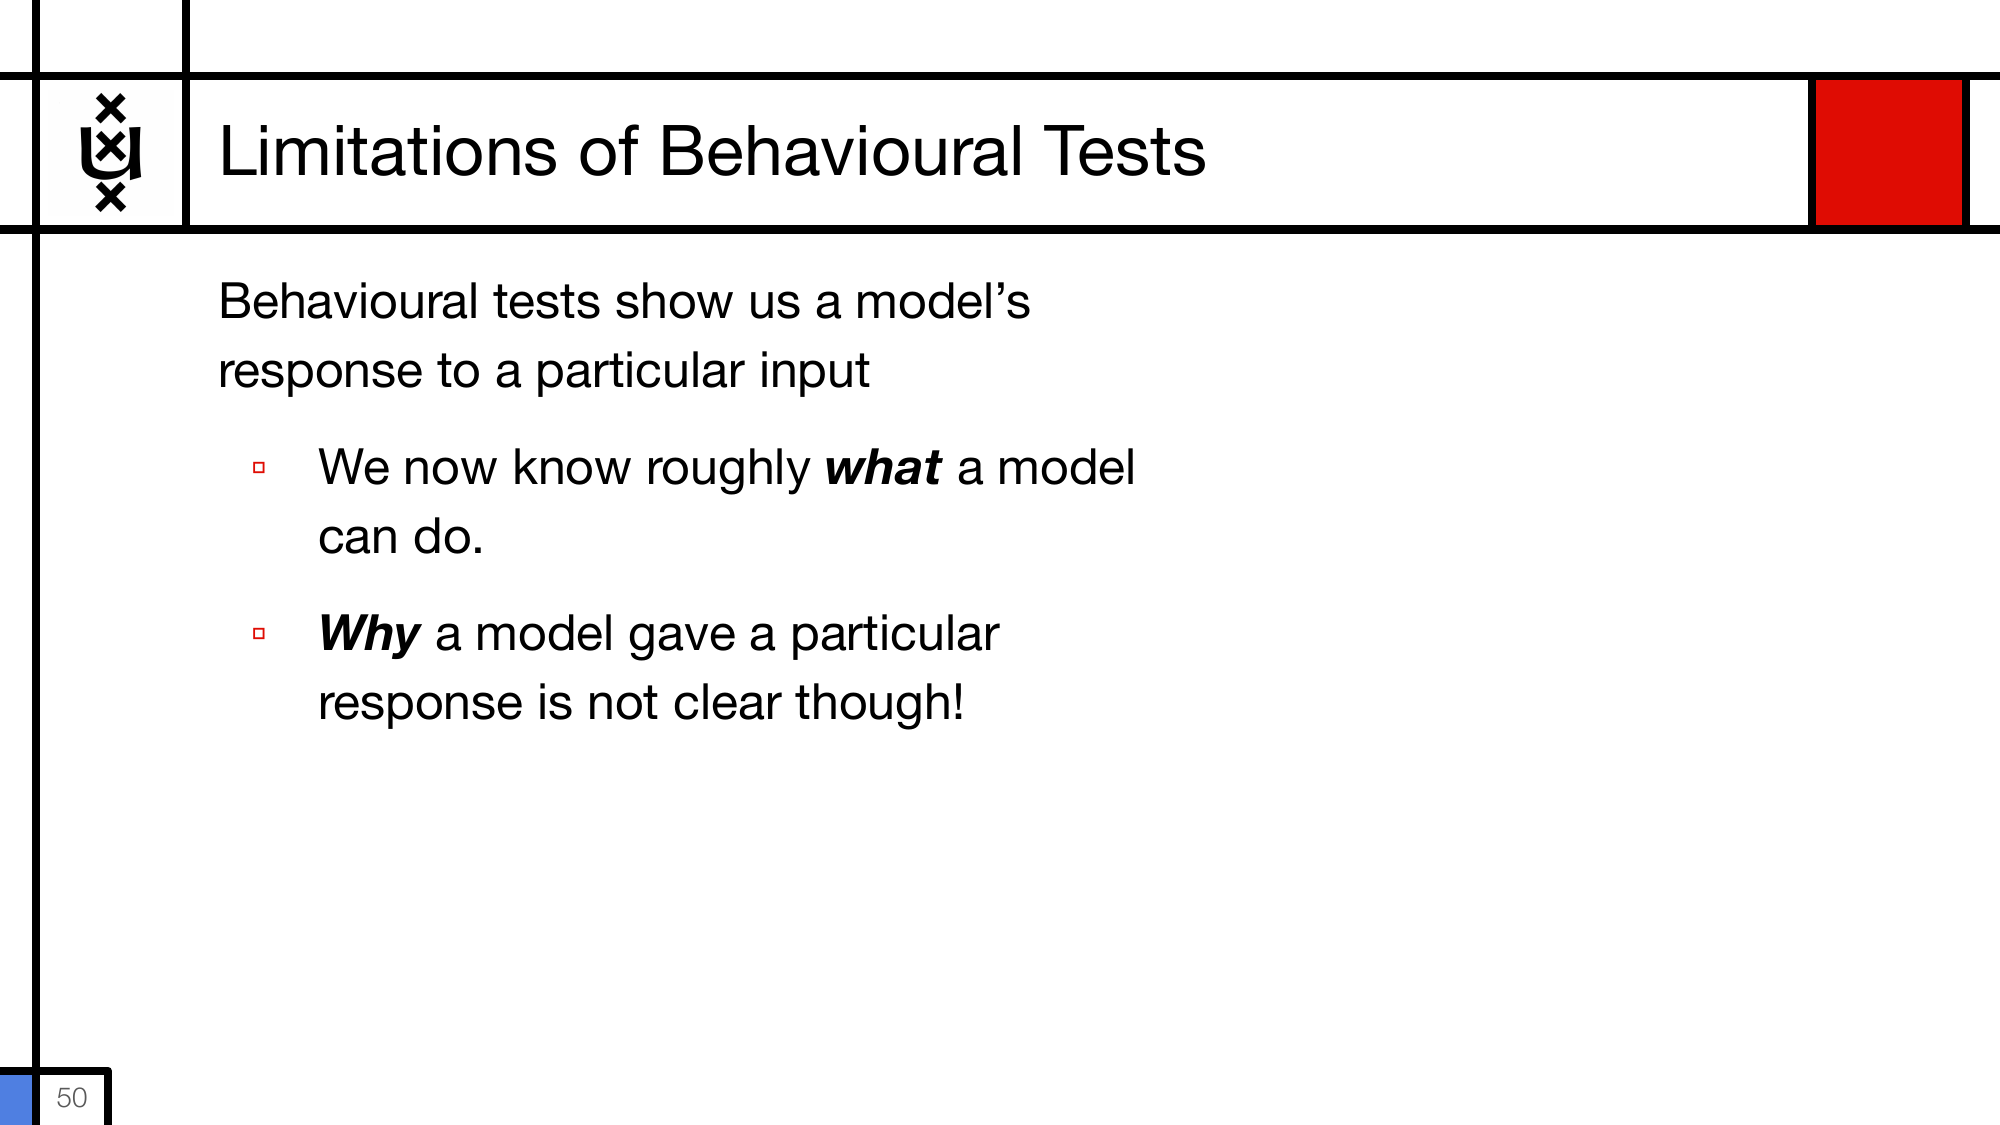 Limitations of Behavioural Tests
Behavioural tests show us a model’s
response to a particular input
▫ We now know roughly what a model
can do.
▫ Why a model gave a particular
response is not clear though!
50